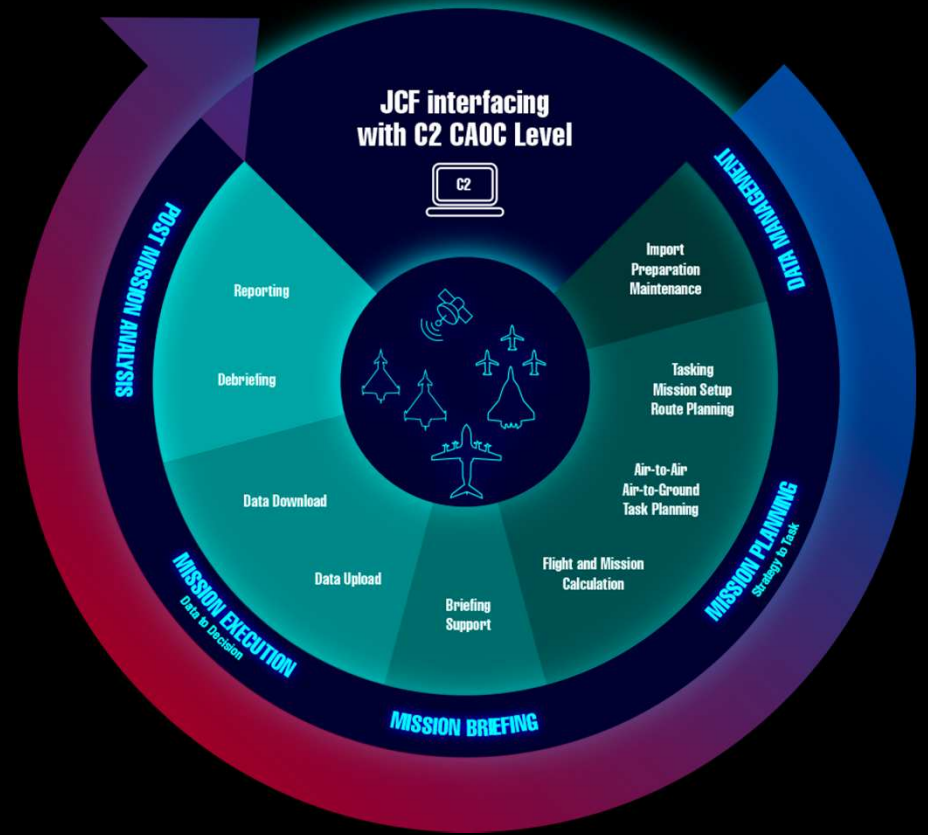 JCF interfacing
with C2 CAOC Level
C2
DATA MANAGEMENT
Import
Preparation
Maintenance
Tasking
Mission Setup
Route Planning
Air-to-Air
Air-to-Ground
Task Planning
Flight and Mission
Calculation
MISSION PLANNING
Strategy to Task
Briefing
Support
MISSION BRIEFING
Data Upload
Data Download
MISSION EXECUTION
Data to Decision
Debriefing
Reporting
POST MISSION ANALYSIS